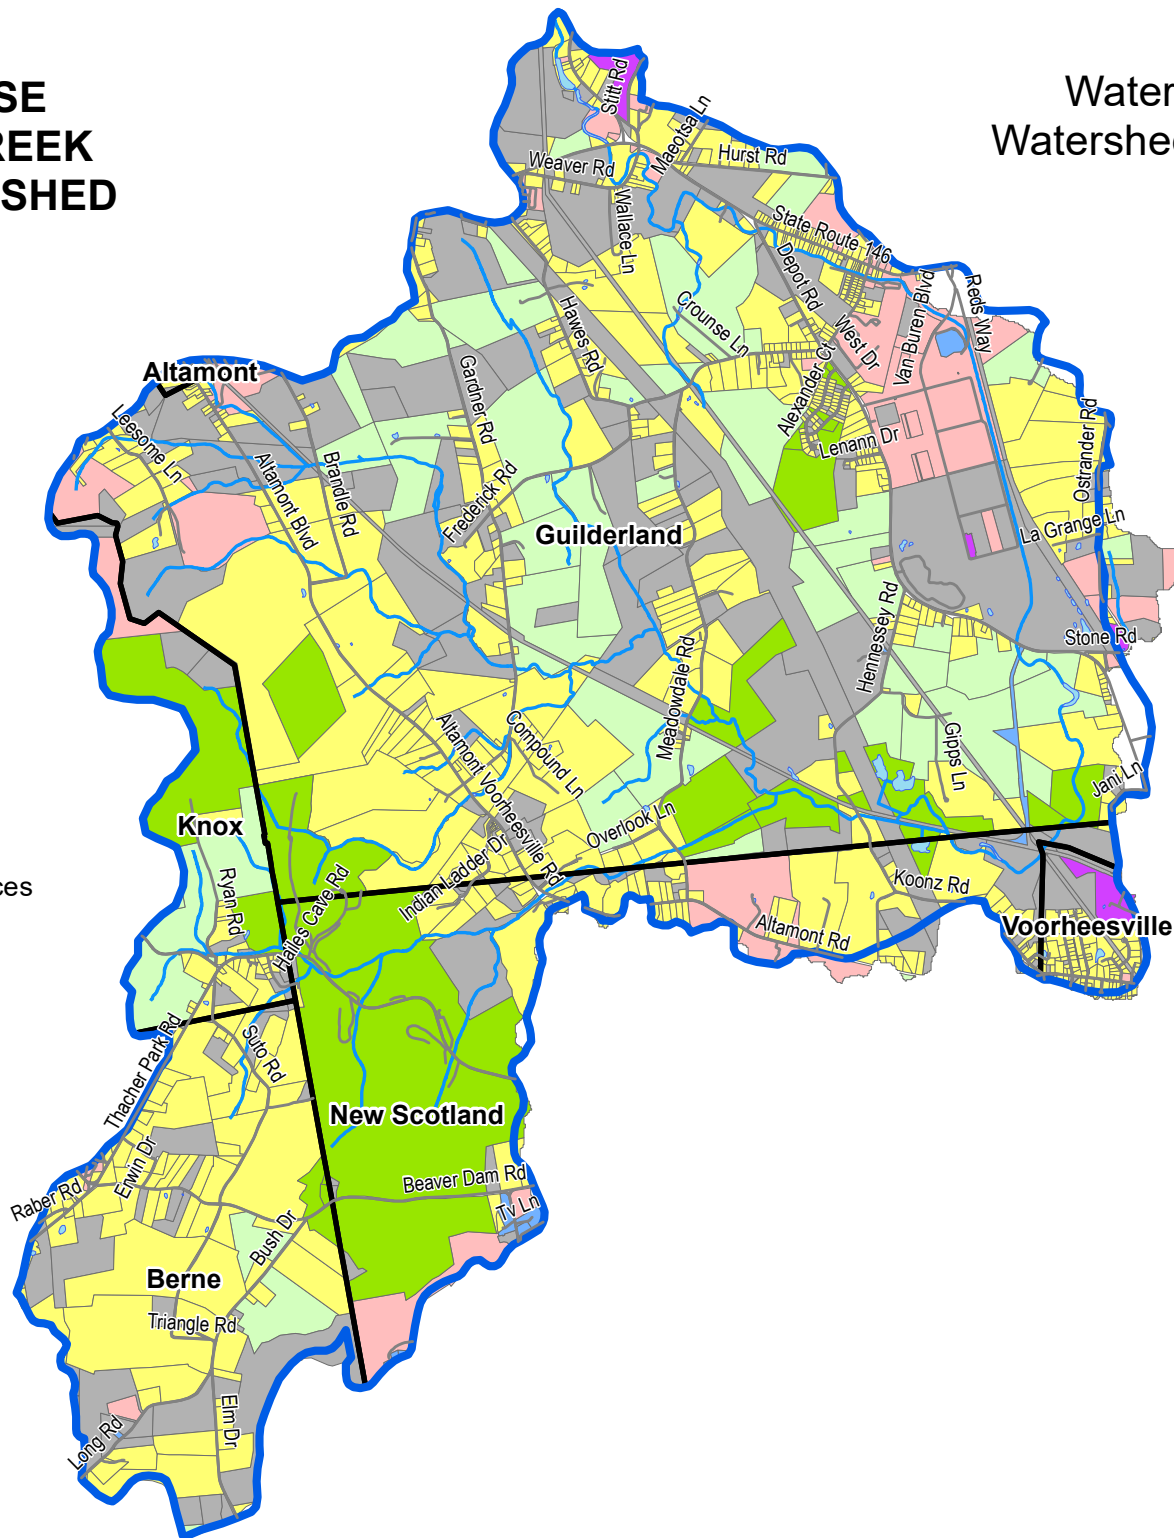 SE
REEK
SHED
Water
Watershe
Stitt Rd
Maeotsa Ln
Weaver Rd
Hurst Rd
Wallace Ln
State Route 146
Depot Rd
Reds Way
Van Buren Blvd
Crounse Ln
Hawes Rd
West Dr
Altamont
Gardner Rd
Alexander Ct
Leesome Ln
Lenann Dr
Ostrander Rd
Altamont Blvd
Brandle Rd
Frederick Rd
Guilderland
La Grange Ln
Hennessey Rd
Stone Rd
Meadowdale Rd
Compound Ln
Altamont Voorheesville Rd
Gipps Ln
Jani Ln
Knox
Overlook Ln
Indian Ladder Dr
ces
Ryan Rd
Hailes Cave Rd
Koonz Rd
Altamont Rd
Voorheesville
Suto Rd
Thacher Park Rd
New Scotland
Erwin Dr
Beaver Dam Rd
Raber Rd
Tv Ln
Bush Dr
Berne
Triangle Rd
Elm Dr
Long Rd